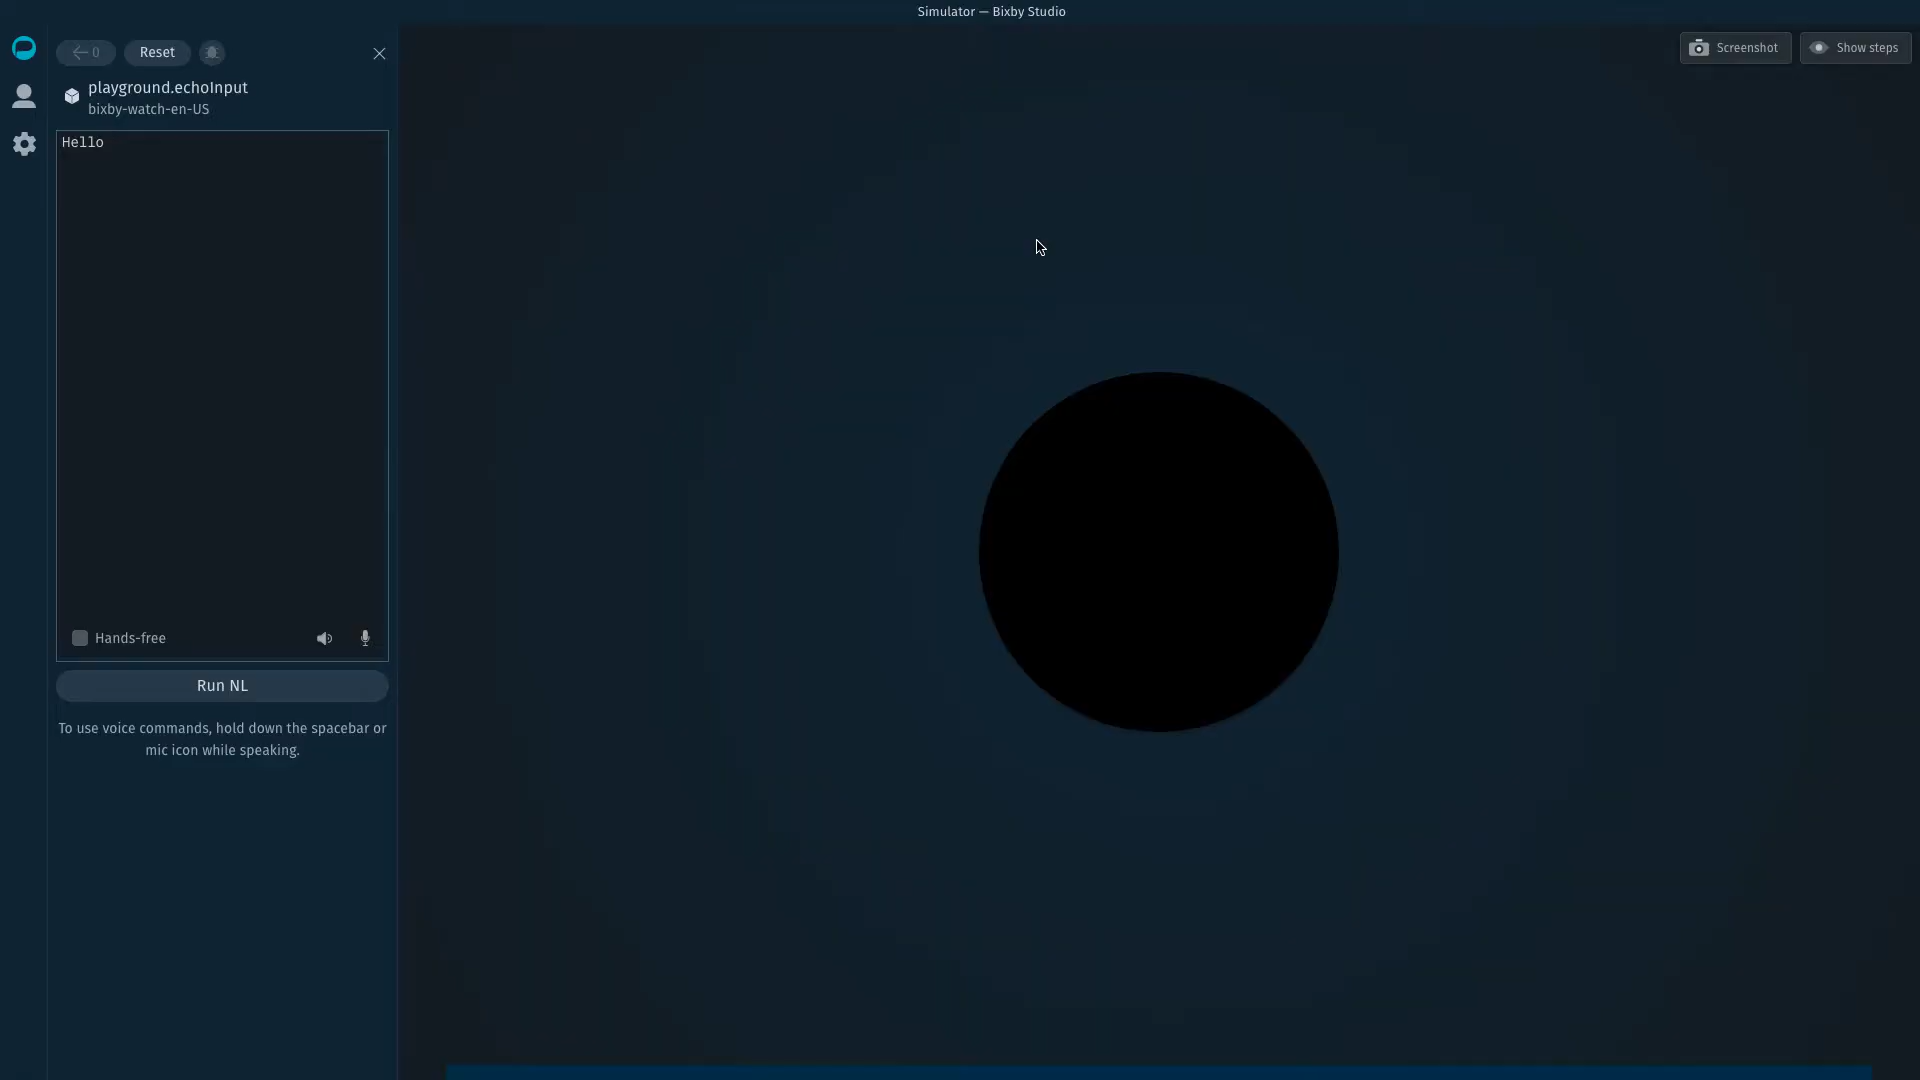 Simulator — Bixby Studio
0
Reset
Screenshot
Show steps
playground.echoInput
bixby-watch-en-US
Hello
Hands-free
Run NL
To use voice commands, hold down the spacebar or
mic icon while speaking.